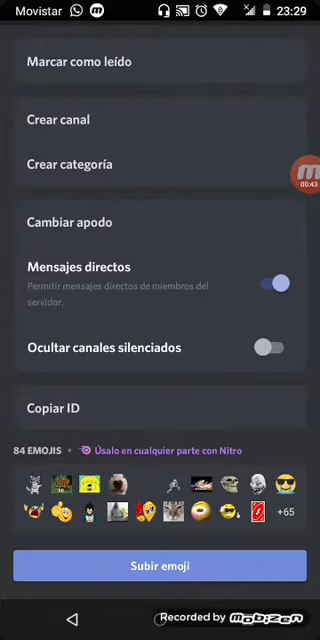 Movistar 23:29
Marcar como leído
Crear canal
00:43
Crear categoría
Cambiar apodo
Mensajes directos
Permitir mensajes directos de miembros del
servidor.
Ocultar canales silenciados
Copiar ID
84 EMOJIS • Úsalo en cualquier parte con Nitro
+65
Subir emoji
Recorded by mobizen